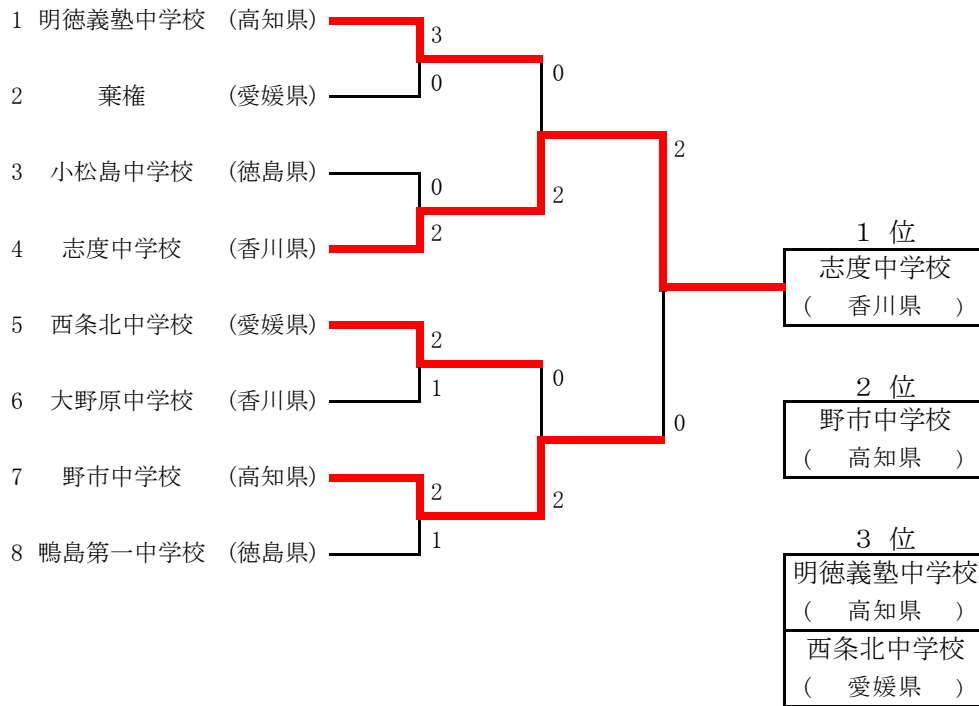 1 明徳義塾中学校 (高知県)
3
0
0
2 棄権 (愛媛県)
2
3 小松島中学校 (徳島県)
0
2
2
4 志度中学校 (香川県)
1 位
志度中学校
( 香川県 )
5 西条北中学校 (愛媛県)
2
0
1
6 大野原中学校 (香川県)
2 位
野市中学校
( 高知県 )
0
7 野市中学校 (高知県)
2
2
1
8 鴨島第一中学校 (徳島県)
3 位
明徳義塾中学校
( 高知県 )
西条北中学校
( 愛媛県 )